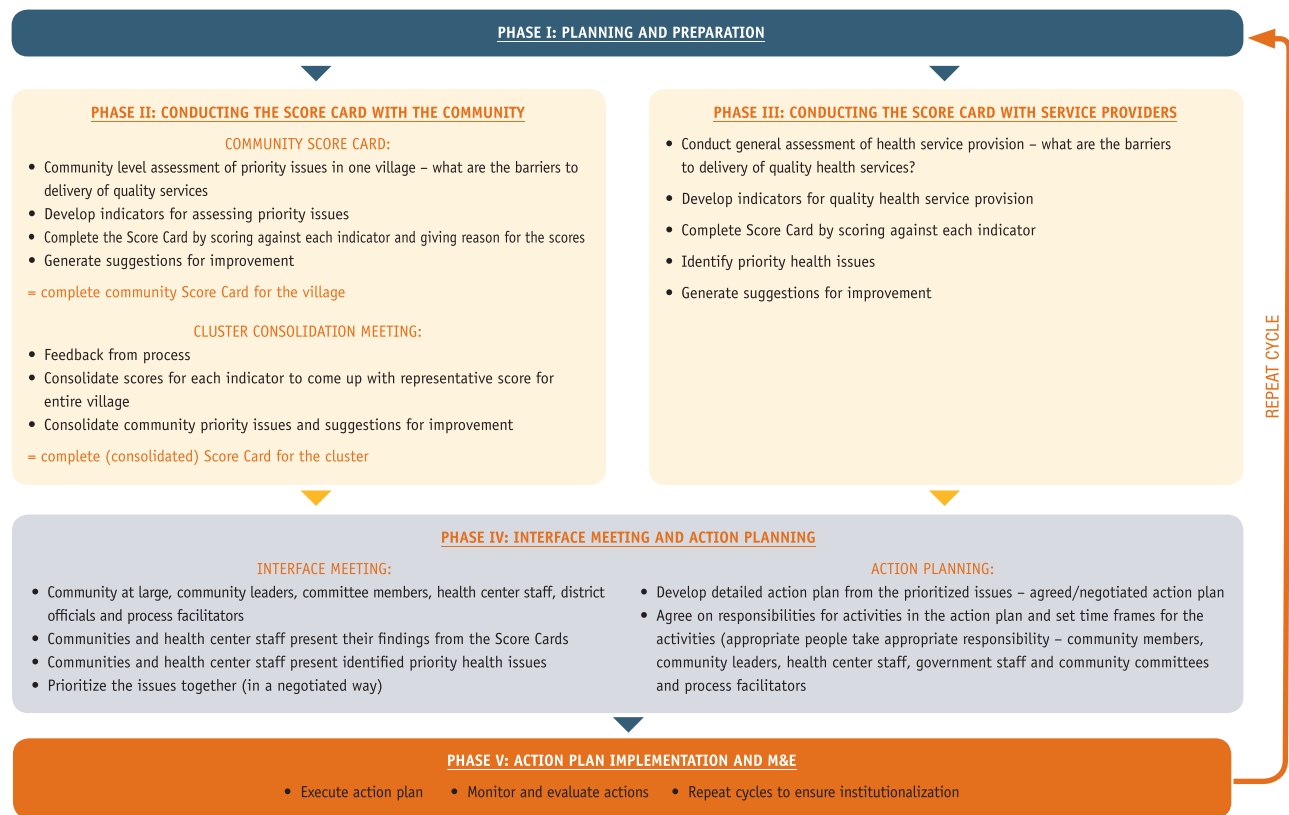 PHASE I: PLANNING AND PREPARATION
PHASE II: CONDUCTING THE SCORE CARD WITH THE COMMUNITY
COMMUNITY SCORE CARD:
• Community level assessment of priority issues in one village – what are the barriers to
delivery of quality services
• Develop indicators for assessing priority issues
• Complete the Score Card by scoring against each indicator and giving reason for the scores
• Generate suggestions for improvement
= complete community Score Card for the village
CLUSTER CONSOLIDATION MEETING:
• Feedback from process
• Consolidate scores for each indicator to come up with representative score for
entire village
• Consolidate community priority issues and suggestions for improvement
= complete (consolidated) Score Card for the cluster
PHASE III: CONDUCTING THE SCORE CARD WITH SERVICE PROVIDERS
• Conduct general assessment of health service provision – what are the barriers
to delivery of quality health services?
• Develop indicators for quality health service provision
• Complete Score Card by scoring against each indicator
• Identify priority health issues
• Generate suggestions for improvement
PHASE IV: INTERFACE MEETING AND ACTION PLANNING
INTERFACE MEETING:
• Community at large, community leaders, committee members, health center staff, district
officials and process facilitators
• Communities and health center staff present their findings from the Score Cards
• Communities and health center staff present identified priority health issues
• Prioritize the issues together (in a negotiated way)
ACTION PLANNING:
• Develop detailed action plan from the prioritized issues – agreed/negotiated action plan
• Agree on responsibilities for activities in the action plan and set time frames for the
activities (appropriate people take appropriate responsibility – community members,
community leaders, health center staff, government staff and community committees
and process facilitators
PHASE V: ACTION PLAN IMPLEMENTATION AND M&E
• Execute action plan • Monitor and evaluate actions • Repeat cycles to ensure institutionalization
REPEAT CYCLE